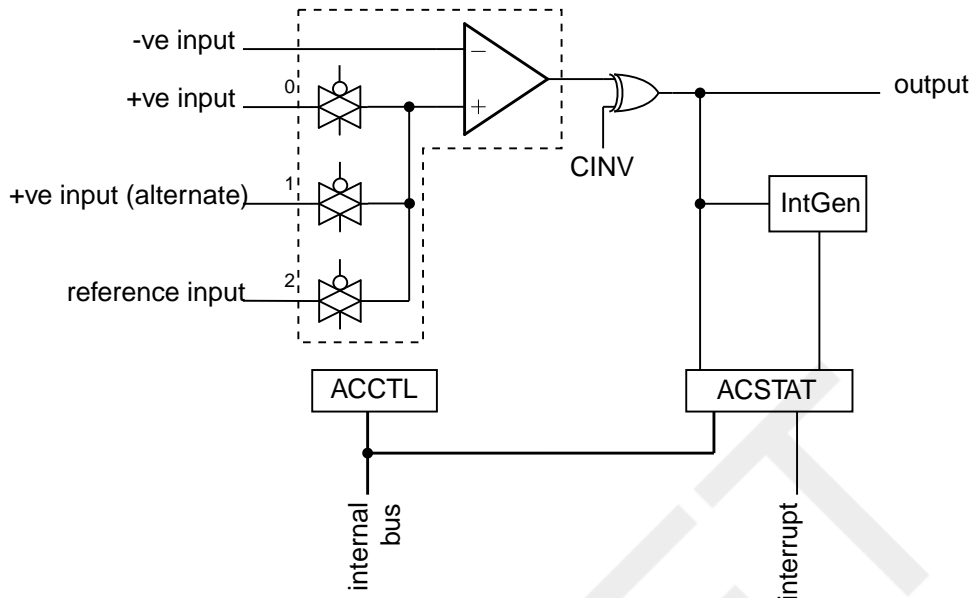 -ve input
−
0
+ve input
+
output
CINV
1
+ve input (alternate)
IntGen
2
reference input
ACCTL
ACSTAT
internal
bus
interrupt